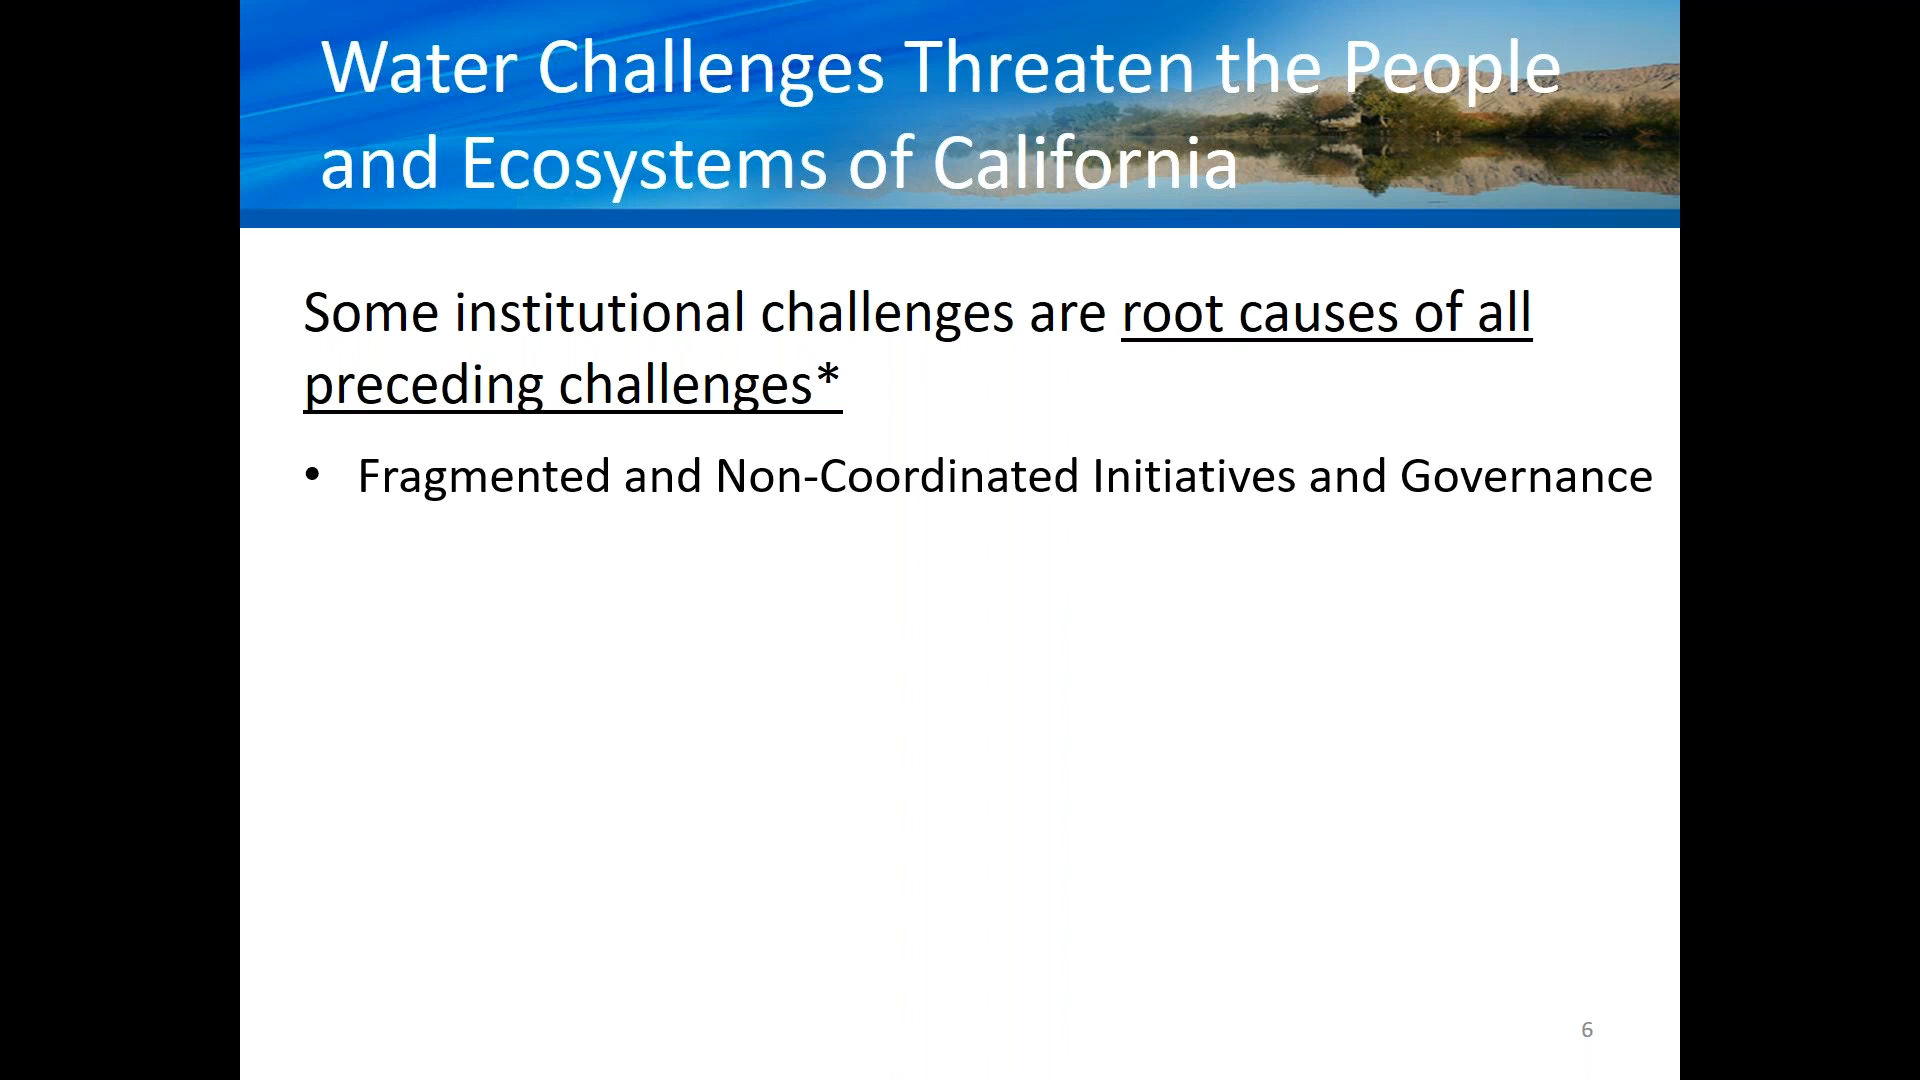 Water Challenges Threaten the People
and Ecosystems of California
Some institutional challenges are root causes of all
preceding challenges*
• Fragmented and Non-Coordinated Initiatives and Governance
6